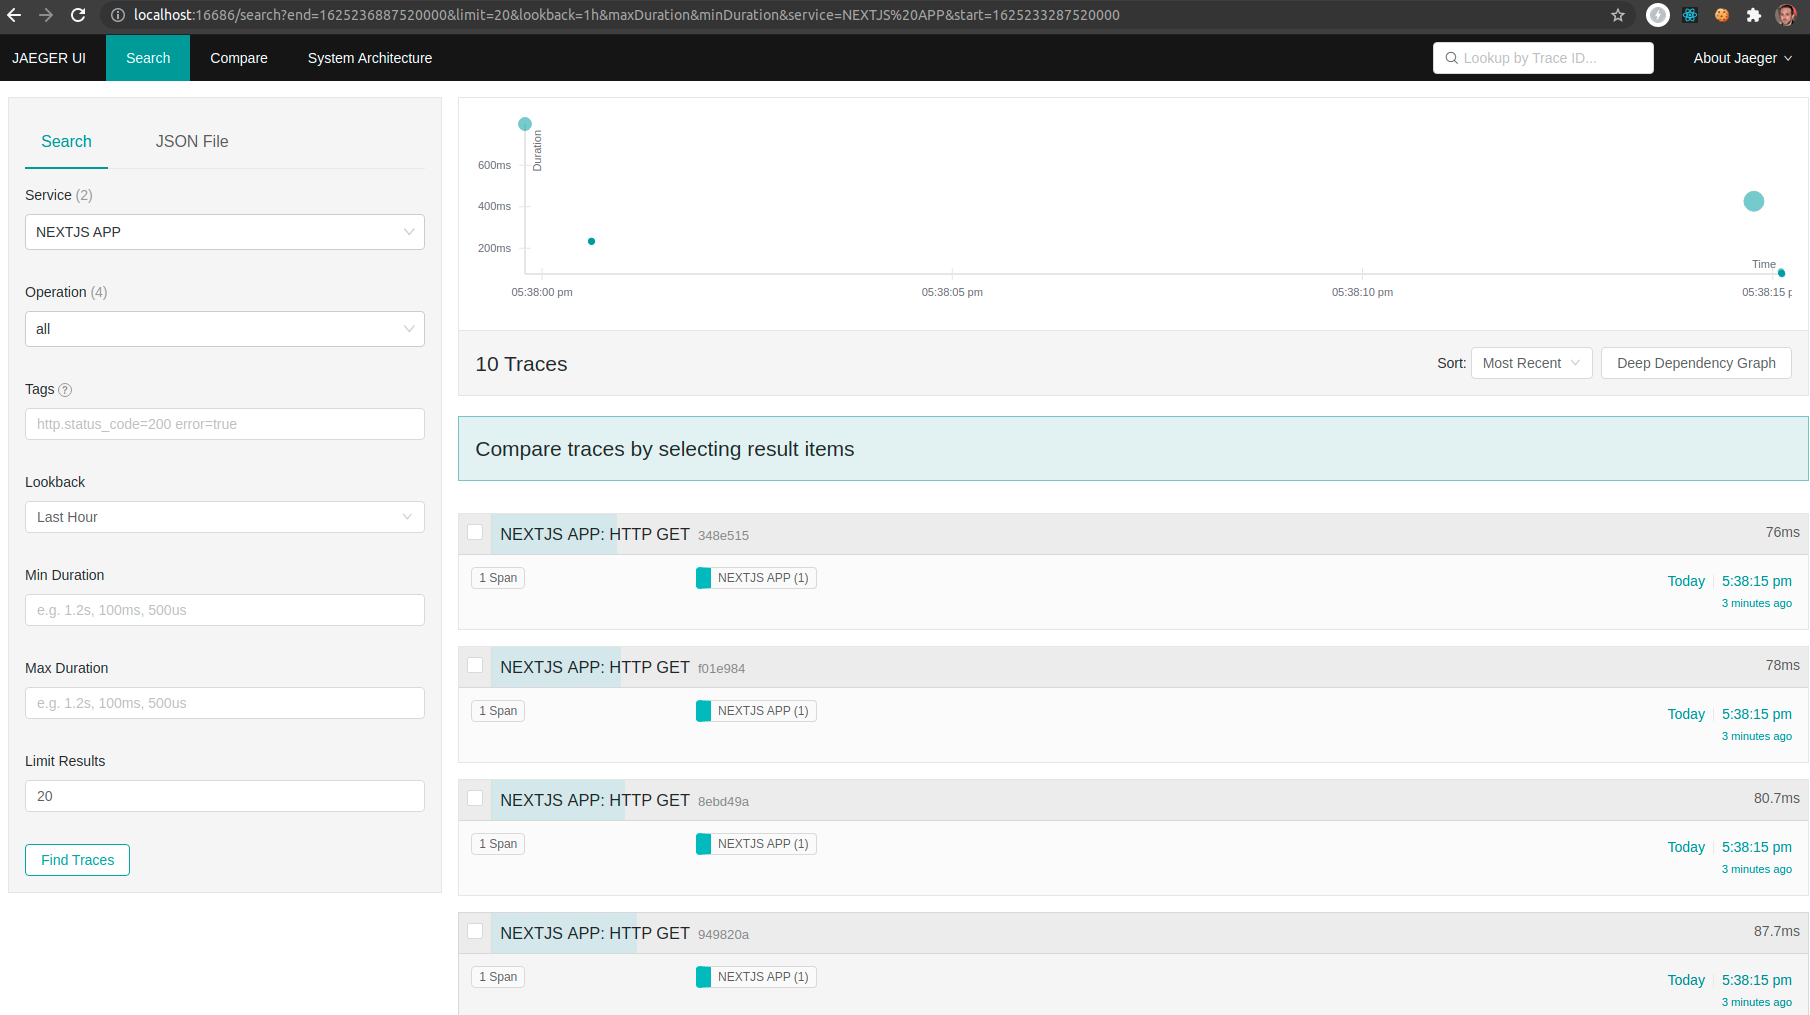 localhost:16686/search?end=1625236887520000&limit=20&lookback=1h&maxDuration&minDuration&service=NEXTJS%20APP&start=1625233287520000
JAEGER UI
Search
Compare
System Architecture
Lookup by Trace ID...
About Jaeger
Search
JSON File
Service (2)
NEXTJS APP
Operation (4)
all
Tags ?
http.status_code=200 error=true
Lookback
Last Hour
Min Duration
e.g. 1.2s, 100ms, 500us
Max Duration
e.g. 1.2s, 100ms, 500us
Limit Results
20
Find Traces
Duration
600ms
400ms
200ms
Time
05:38:00 pm
05:38:05 pm
05:38:10 pm
05:38:15 p
10 Traces
Sort:
Most Recent
Deep Dependency Graph
Compare traces by selecting result items
NEXTJS APP: HTTP GET 348e515
76ms
1 Span
NEXTJS APP (1)
Today
5:38:15 pm
3 minutes ago
NEXTJS APP: HTTP GET f01e984
78ms
1 Span
NEXTJS APP (1)
Today
5:38:15 pm
3 minutes ago
NEXTJS APP: HTTP GET 8ebd49a
80.7ms
1 Span
NEXTJS APP (1)
Today
5:38:15 pm
3 minutes ago
NEXTJS APP: HTTP GET 949820a
87.7ms
1 Span
NEXTJS APP (1)
Today
5:38:15 pm
3 minutes ago